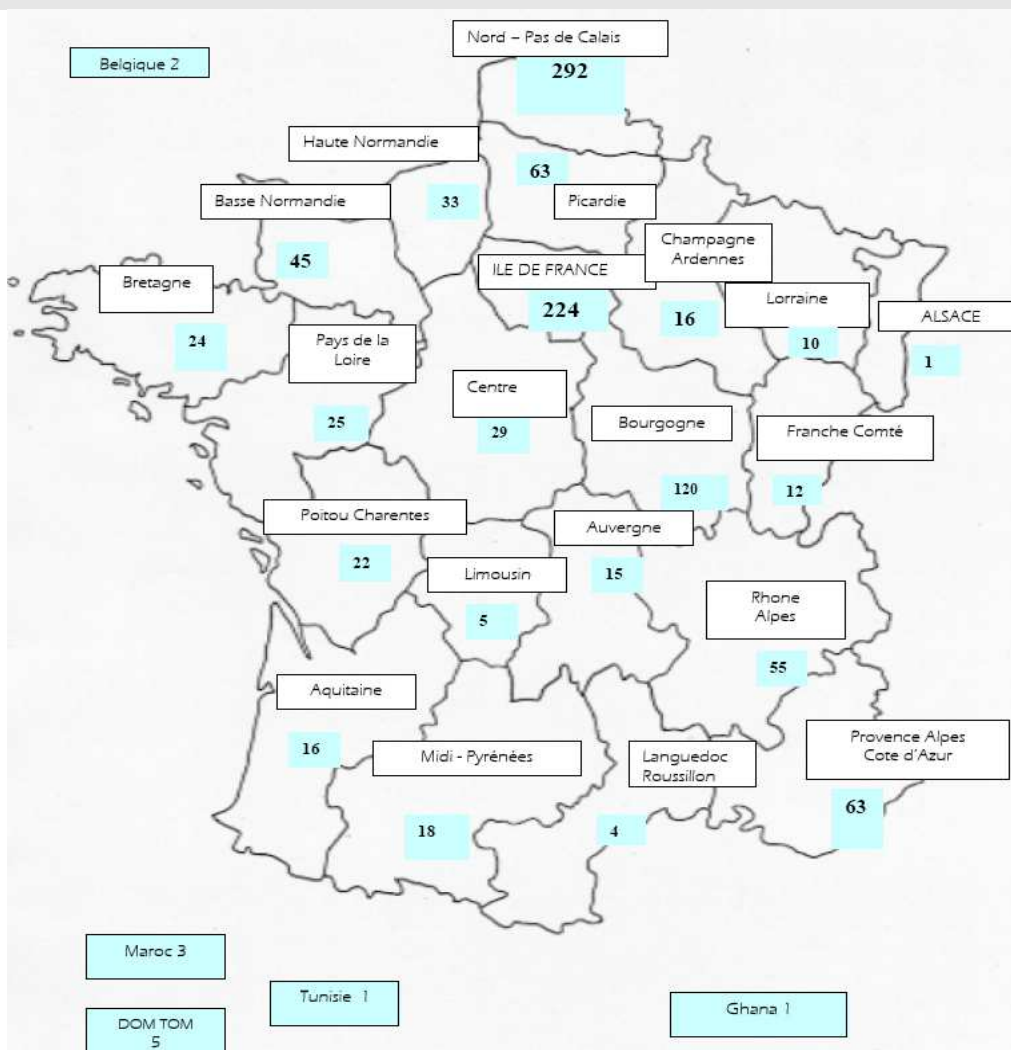 Nord – Pas de Calais
292
Belgique 2
Haute Normandie
33
63
Picardie
Basse Normandie
45
Champagne
Ardennes
16
ILE DE FRANCE
224
Bretagne
24
Lorraine
10
ALSACE
1
Pays de la
Loire
25
Centre
29
Bourgogne
120
Franche Comté
12
Poitou Charentes
22
Auvergne
15
Limousin
5
Rhone
Alpes
55
Aquitaine
16
Midi - Pyrénées
18
Languedoc
Roussillon
4
Provence Alpes
Cote d'Azur
63
Maroc 3
Tunisie 1
Ghana 1
DOM TOM
5